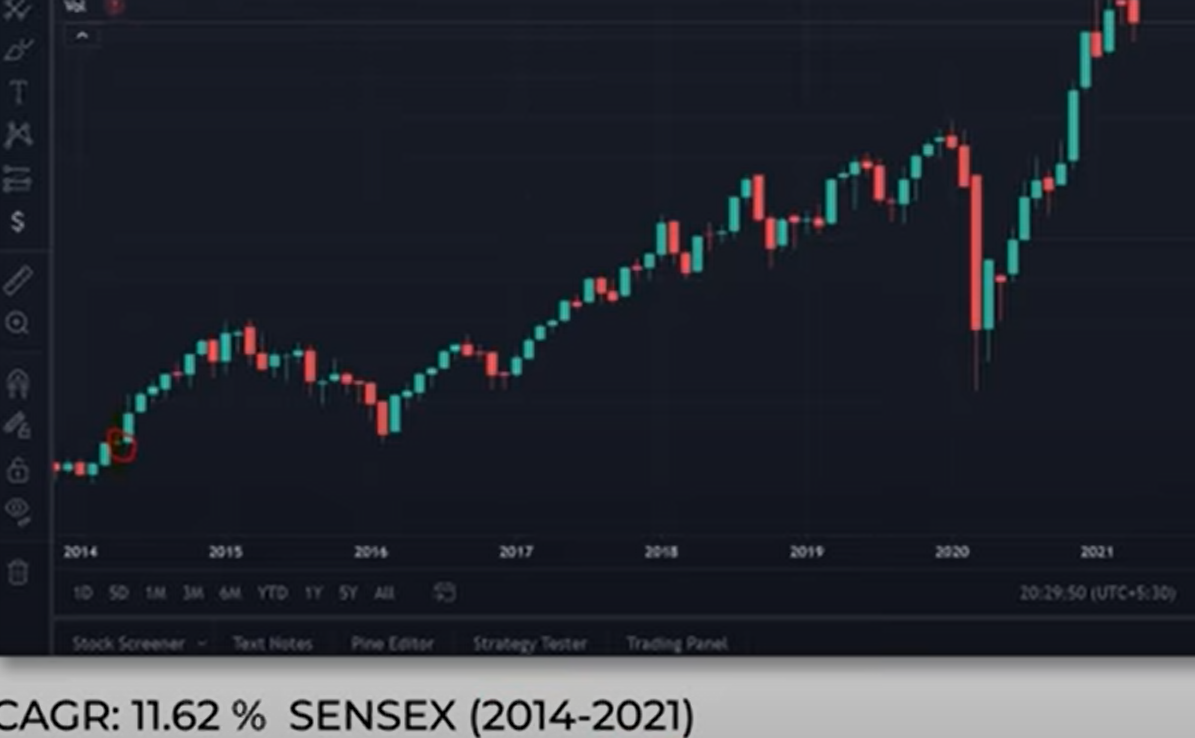 Vol
T
$
2014 2015 2016 2017 2018 2019 2020 2021
1D 5D 1M 3M 6M YTD 1Y 5Y All 20:29:50 (UTC+5:30)
Stock Screener Text Notes Pine Editor Strategy Tester Trading Panel
CAGR: 11.62 % SENSEX (2014-2021)